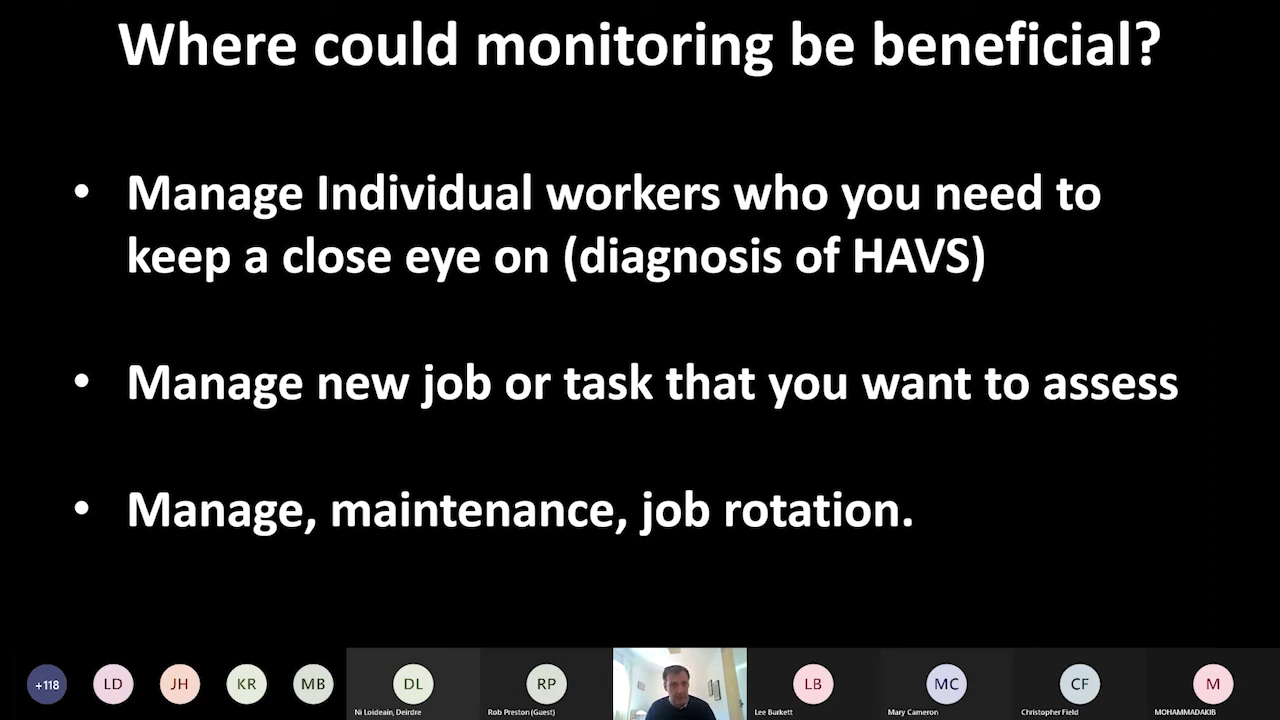 Where could monitoring be beneficial?
• Manage Individual workers who you need to
keep a close eye on (diagnosis of HAVS)
• Manage new job or task that you want to assess
• Manage, maintenance, job rotation.
+118
LD
JH
KR
MB
DL
RP
LB
MC
CF
M
Ni Loideain, Deirdre
Rob Preston (Guest)
Lee Burkett
Mary Cameron
Christopher Field
MOHAMMADAKIB